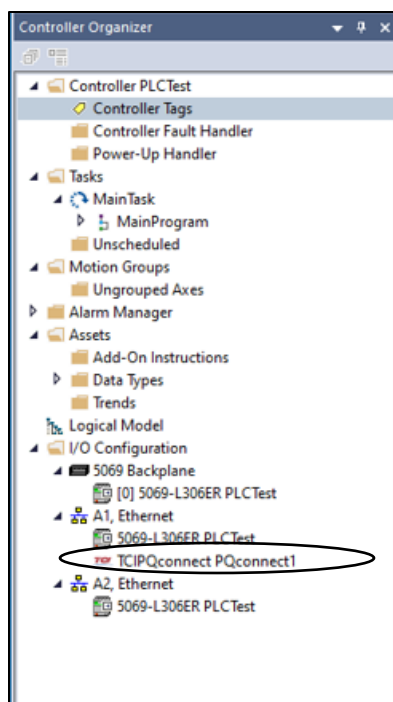 Controller Organizer
Controller PLCTest
Controller Tags
Controller Fault Handler
Power-Up Handler
Tasks
MainTask
MainProgram
Unscheduled
Motion Groups
Ungrouped Axes
Alarm Manager
Assets
Add-On Instructions
Data Types
Trends
Logical Model
I/O Configuration
5069 Backplane
[0] 5069-L306ER PLCTest
A1, Ethernet
5069-L306ER PLCTest
TCI TCIPQconnect PQconnect1
A2, Ethernet
5069-L306ER PLCTest